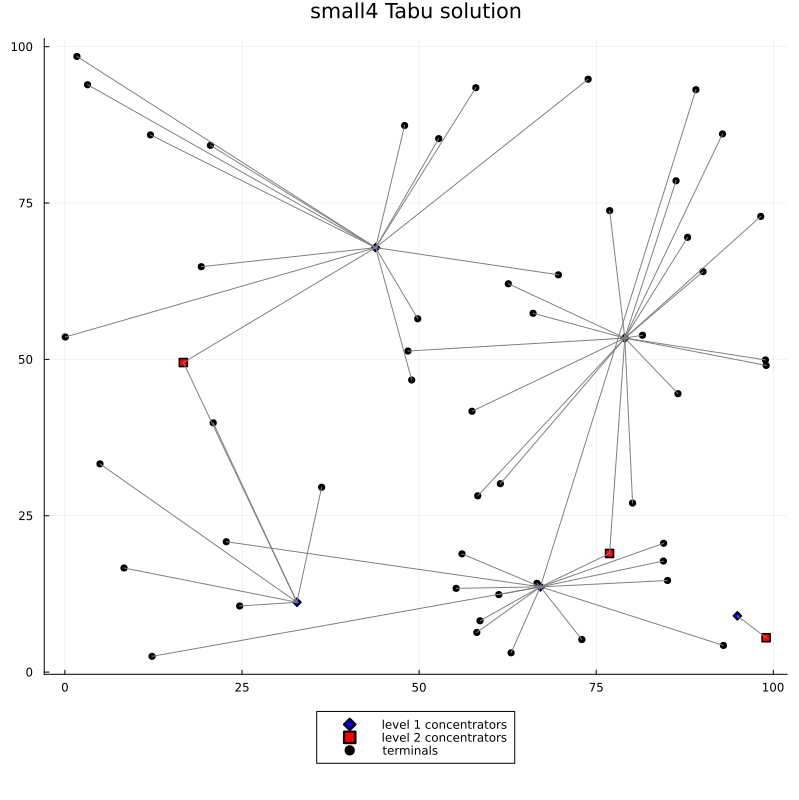 small4 Tabu solution
100
75
50
25
0
0 25 50 75 100
level 1 concentrators
level 2 concentrators
terminals